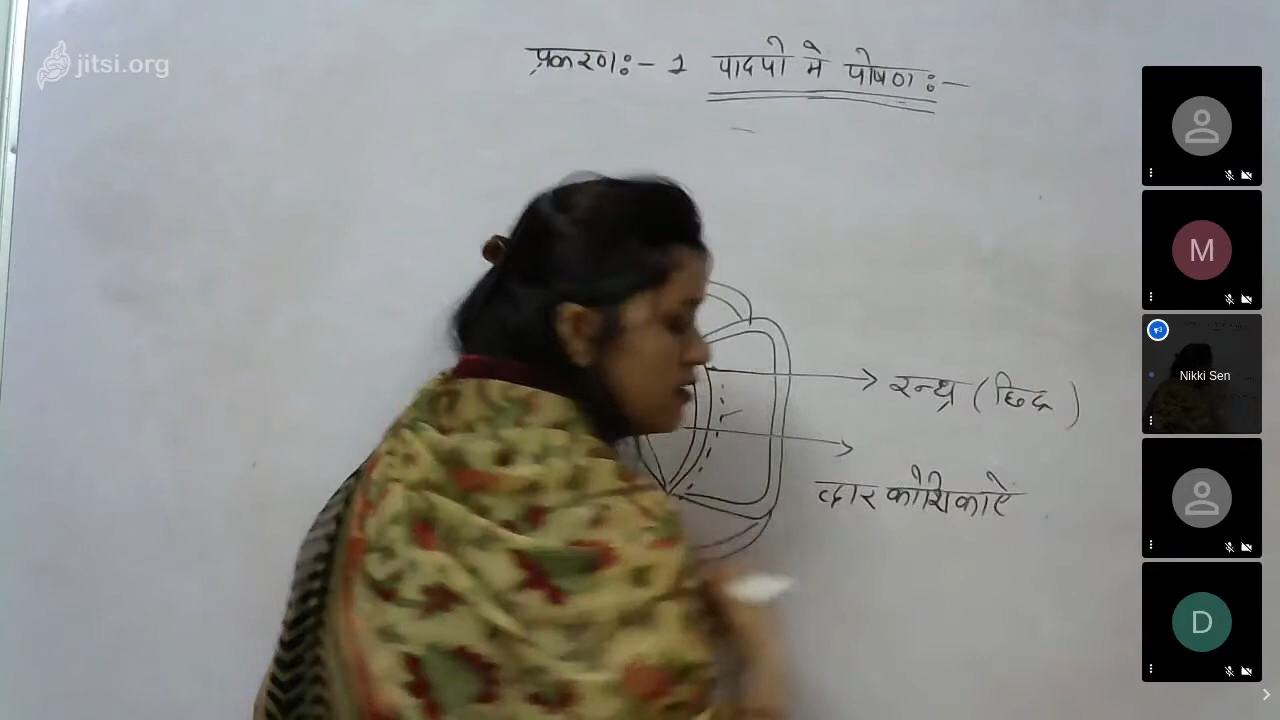 jitsi.org
प्रकरण:- 1 पादपो मे पोषण :-
रन्ध्र (छिद्र)
द्वार कोशिकाऐ
M
Nikki Sen
D